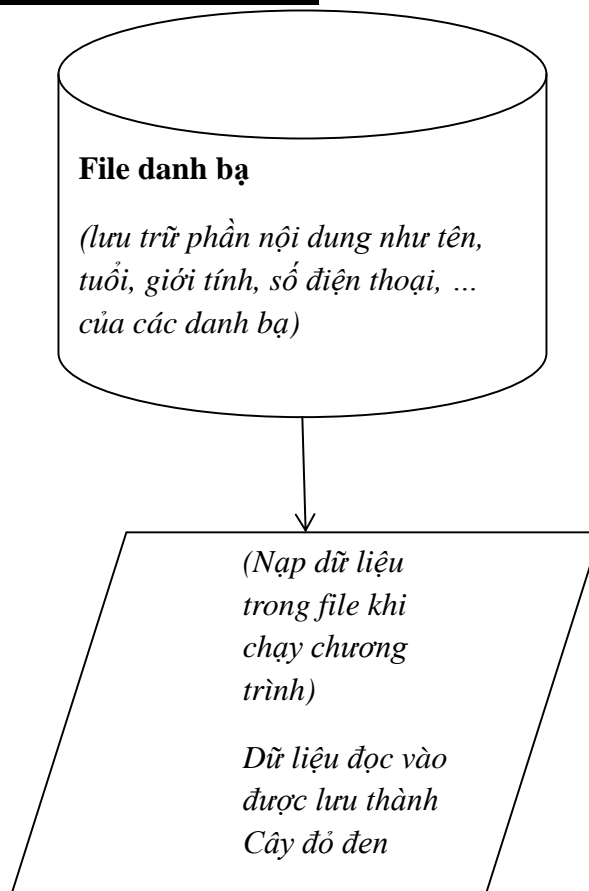 File danh bạ
(lưu trữ phần nội dung như tên,
tuổi, giới tính, số điện thoại, ...
của các danh bạ)
(Nạp dữ liệu
trong file khi
chạy chương
trình)
Dữ liệu đọc vào
được lưu thành
Cây đỏ đen